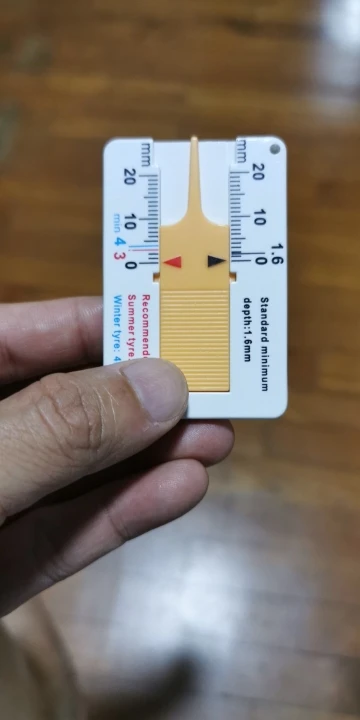 mm
20
10
0
min 4
3
mm
20
10
0
1.6
Standard minimum
depth:1.6mm
Recommende
Summer tyre:
Winter tyre: 4